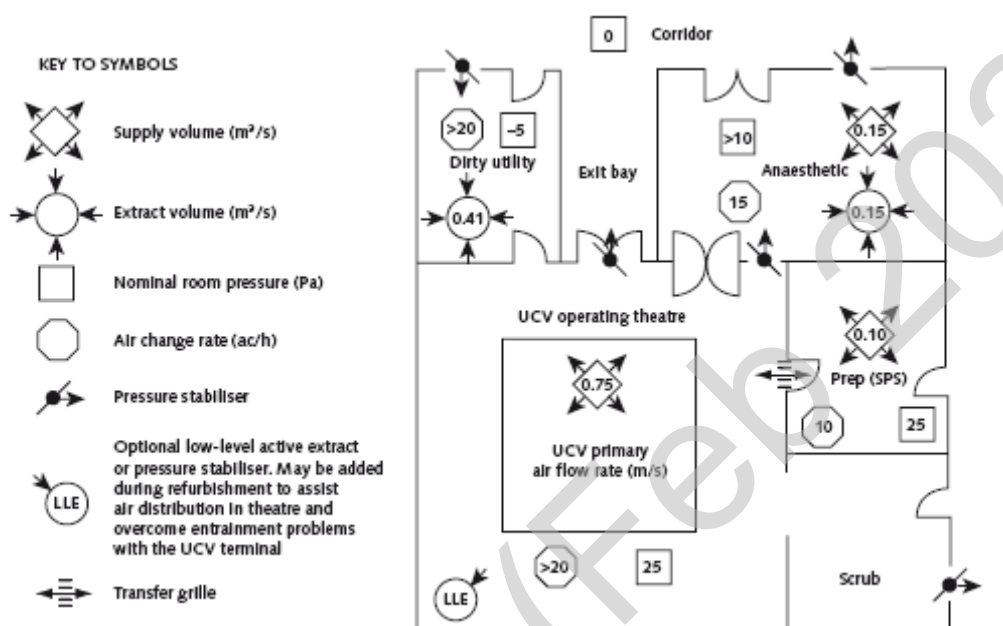 KEY TO SYMBOLS
Supply volume (m³/s)
Extract volume (m³/s)
Nominal room pressure (Pa)
Air change rate (ac/h)
Pressure stabiliser
Optional low-level active extract
or pressure stabiliser. May be added
during refurbishment to assist
air distribution in theatre and
overcome entrainment problems
with the UCV terminal
LLE
Transfer grille
0
Corridor
>20
–5
Dirty utility
0.41
Exit bay
>10
0.15
Anaesthetic
15
0.15
UCV operating theatre
0.75
UCV primary
air flow rate (m/s)
>20
25
LLE
0.10
Prep (SPS)
10
25
Scrub
(Feb 202